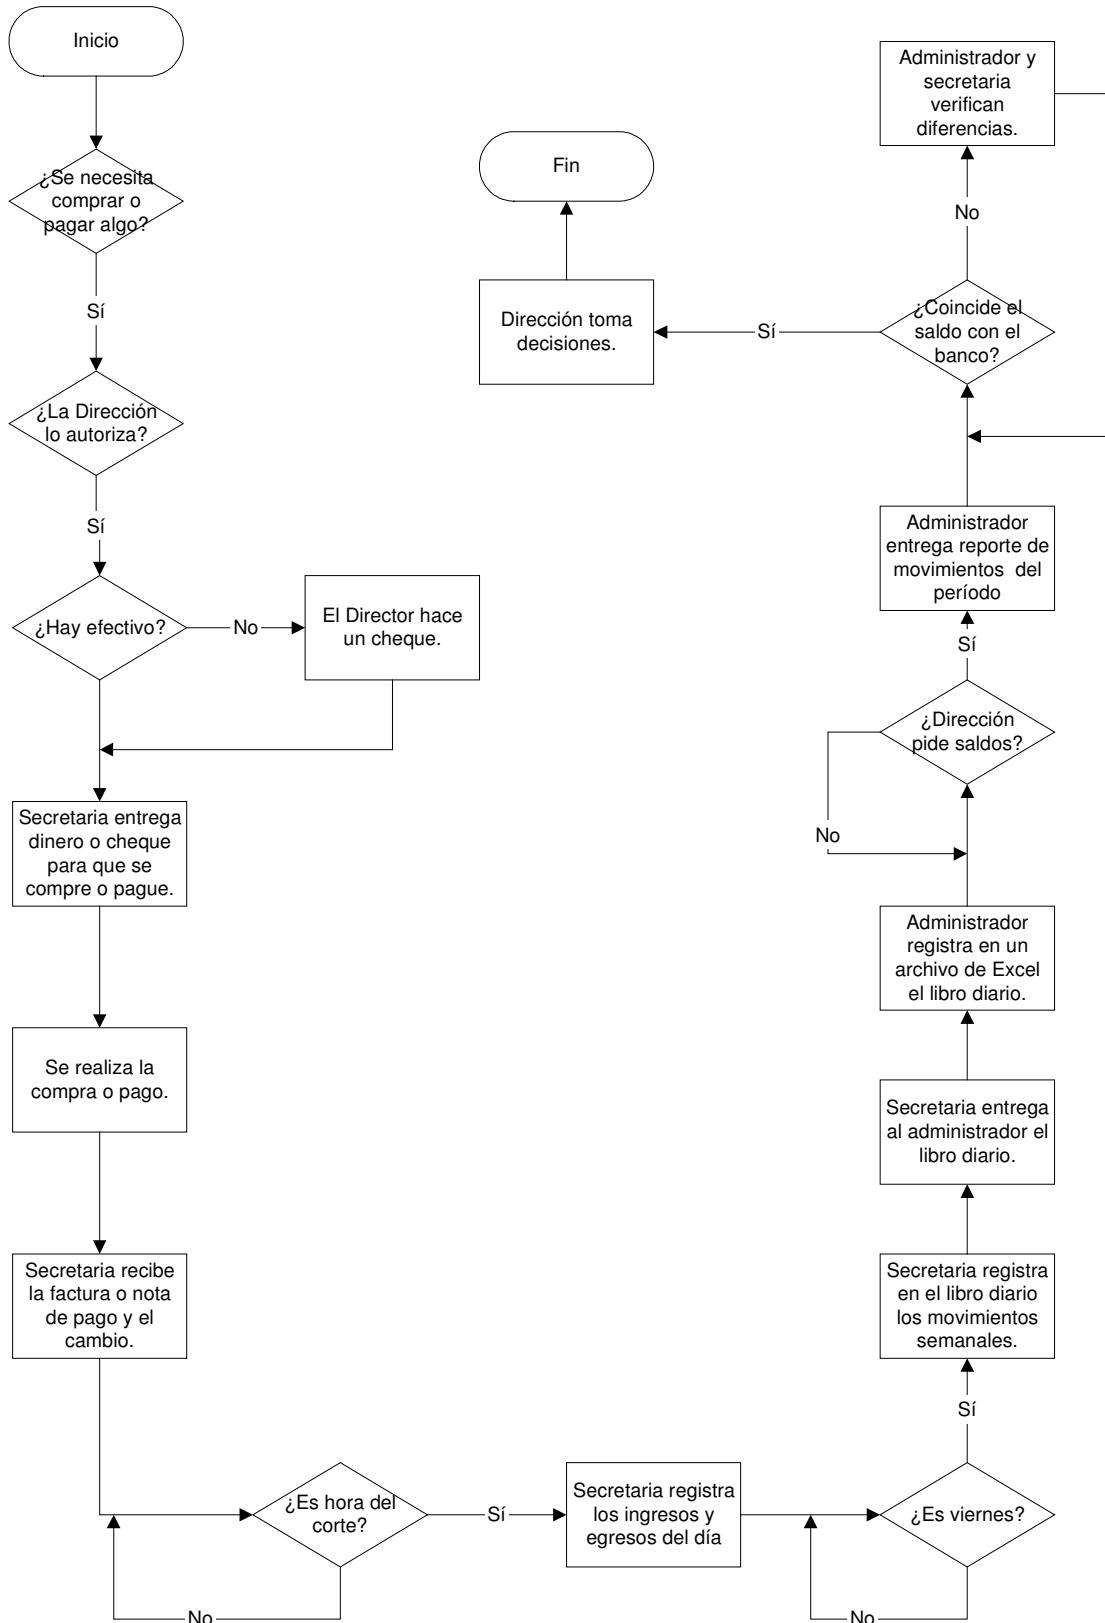 Inicio
¿Se necesita
comprar o
pagar algo?
Sí
¿La Dirección
lo autoriza?
Sí
¿Hay efectivo?
No
El Director hace
un cheque.
Secretaria entrega
dinero o cheque
para que se
compre o pague.
Se realiza la
compra o pago.
Secretaria recibe
la factura o nota
de pago y el
cambio.
¿Es hora del
corte?
No
Sí
Secretaria registra
los ingresos y
egresos del día
¿Es viernes?
No
Sí
Secretaria registra
en el libro diario
los movimientos
semanales.
Secretaria entrega
al administrador el
libro diario.
Administrador
registra en un
archivo de Excel
el libro diario.
¿Dirección
pide saldos?
No
Sí
Administrador
entrega reporte de
movimientos del
período
¿Coincide el
saldo con el
banco?
No
Administrador y
secretaria
verifican
diferencias.
Sí
Dirección toma
decisiones.
Fin